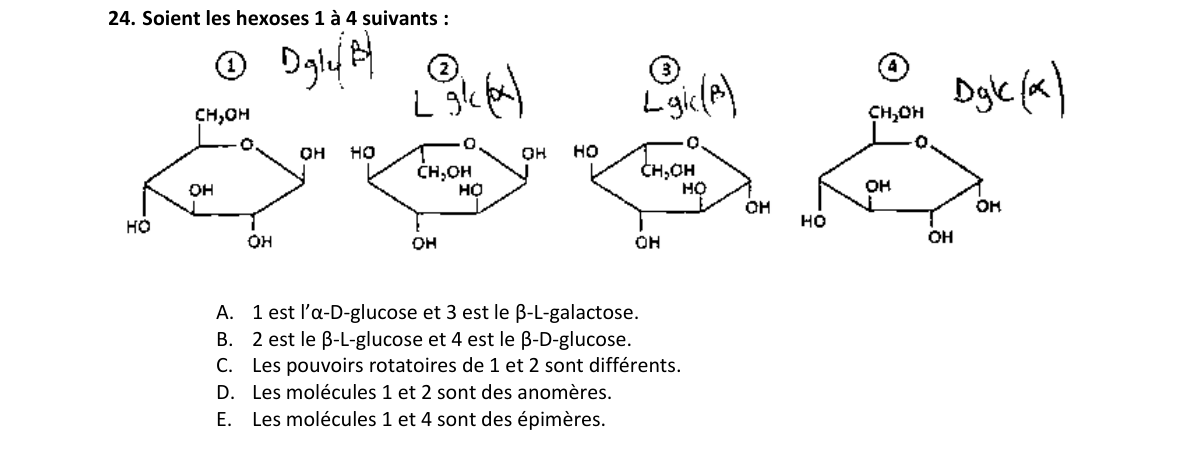 24. Soient les hexoses 1 à 4 suivants :
1 Dglu(β) 2 L glc(α) 3 Lglc(β) 4 Dglc(α)
CH₂OH CH₂OH
O OH HO O OH HO O O
OH CH₂OH HO CH₂OH HO OH
HO OH HO OH
OH OH OH OH
A. 1 est l'α-D-glucose et 3 est le β-L-galactose.
B. 2 est le β-L-glucose et 4 est le β-D-glucose.
C. Les pouvoirs rotatoires de 1 et 2 sont différents.
D. Les molécules 1 et 2 sont des anomères.
E. Les molécules 1 et 4 sont des épimères.